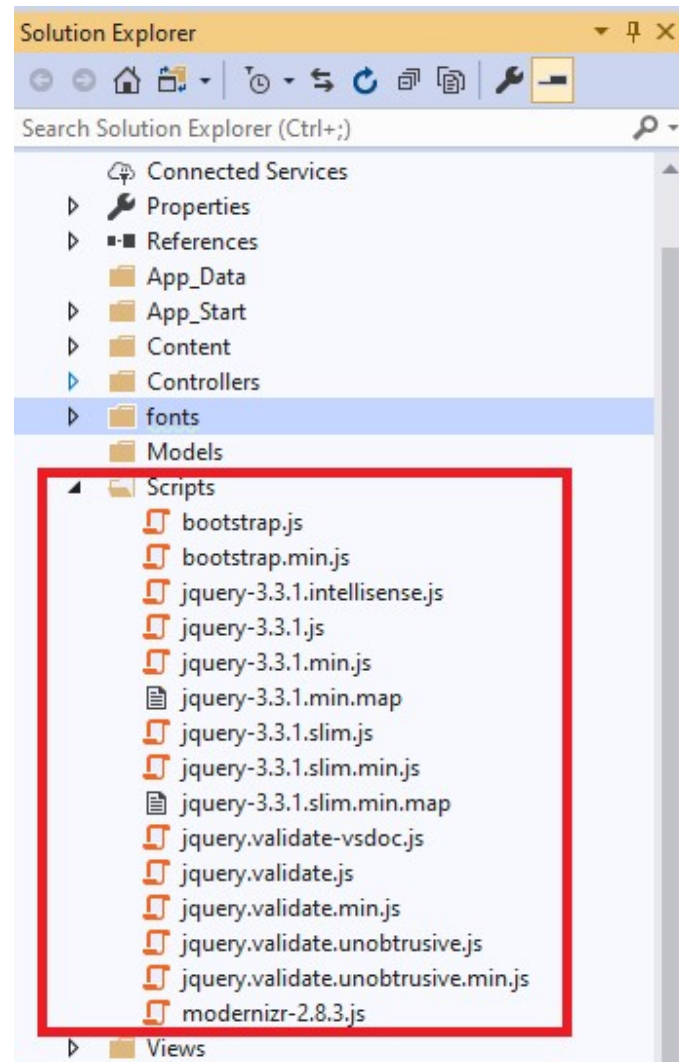 Solution Explorer
Search Solution Explorer (Ctrl+;)
Connected Services
Properties
References
App_Data
App_Start
Content
Controllers
fonts
Models
Scripts
bootstrap.js
bootstrap.min.js
jquery-3.3.1.intellisense.js
jquery-3.3.1.js
jquery-3.3.1.min.js
jquery-3.3.1.min.map
jquery-3.3.1.slim.js
jquery-3.3.1.slim.min.js
jquery-3.3.1.slim.min.map
jquery.validate-vsdoc.js
jquery.validate.js
jquery.validate.min.js
jquery.validate.unobtrusive.js
jquery.validate.unobtrusive.min.js
modernizr-2.8.3.js
Views